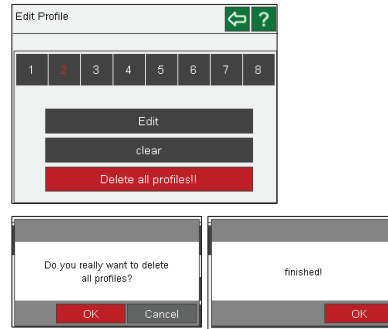 Edit Profile
?
1 2 3 4 5 6 7 8
Edit
clear
Delete all profiles!!
Do you really want to delete
all profiles?
OK Cancel
finished!
OK